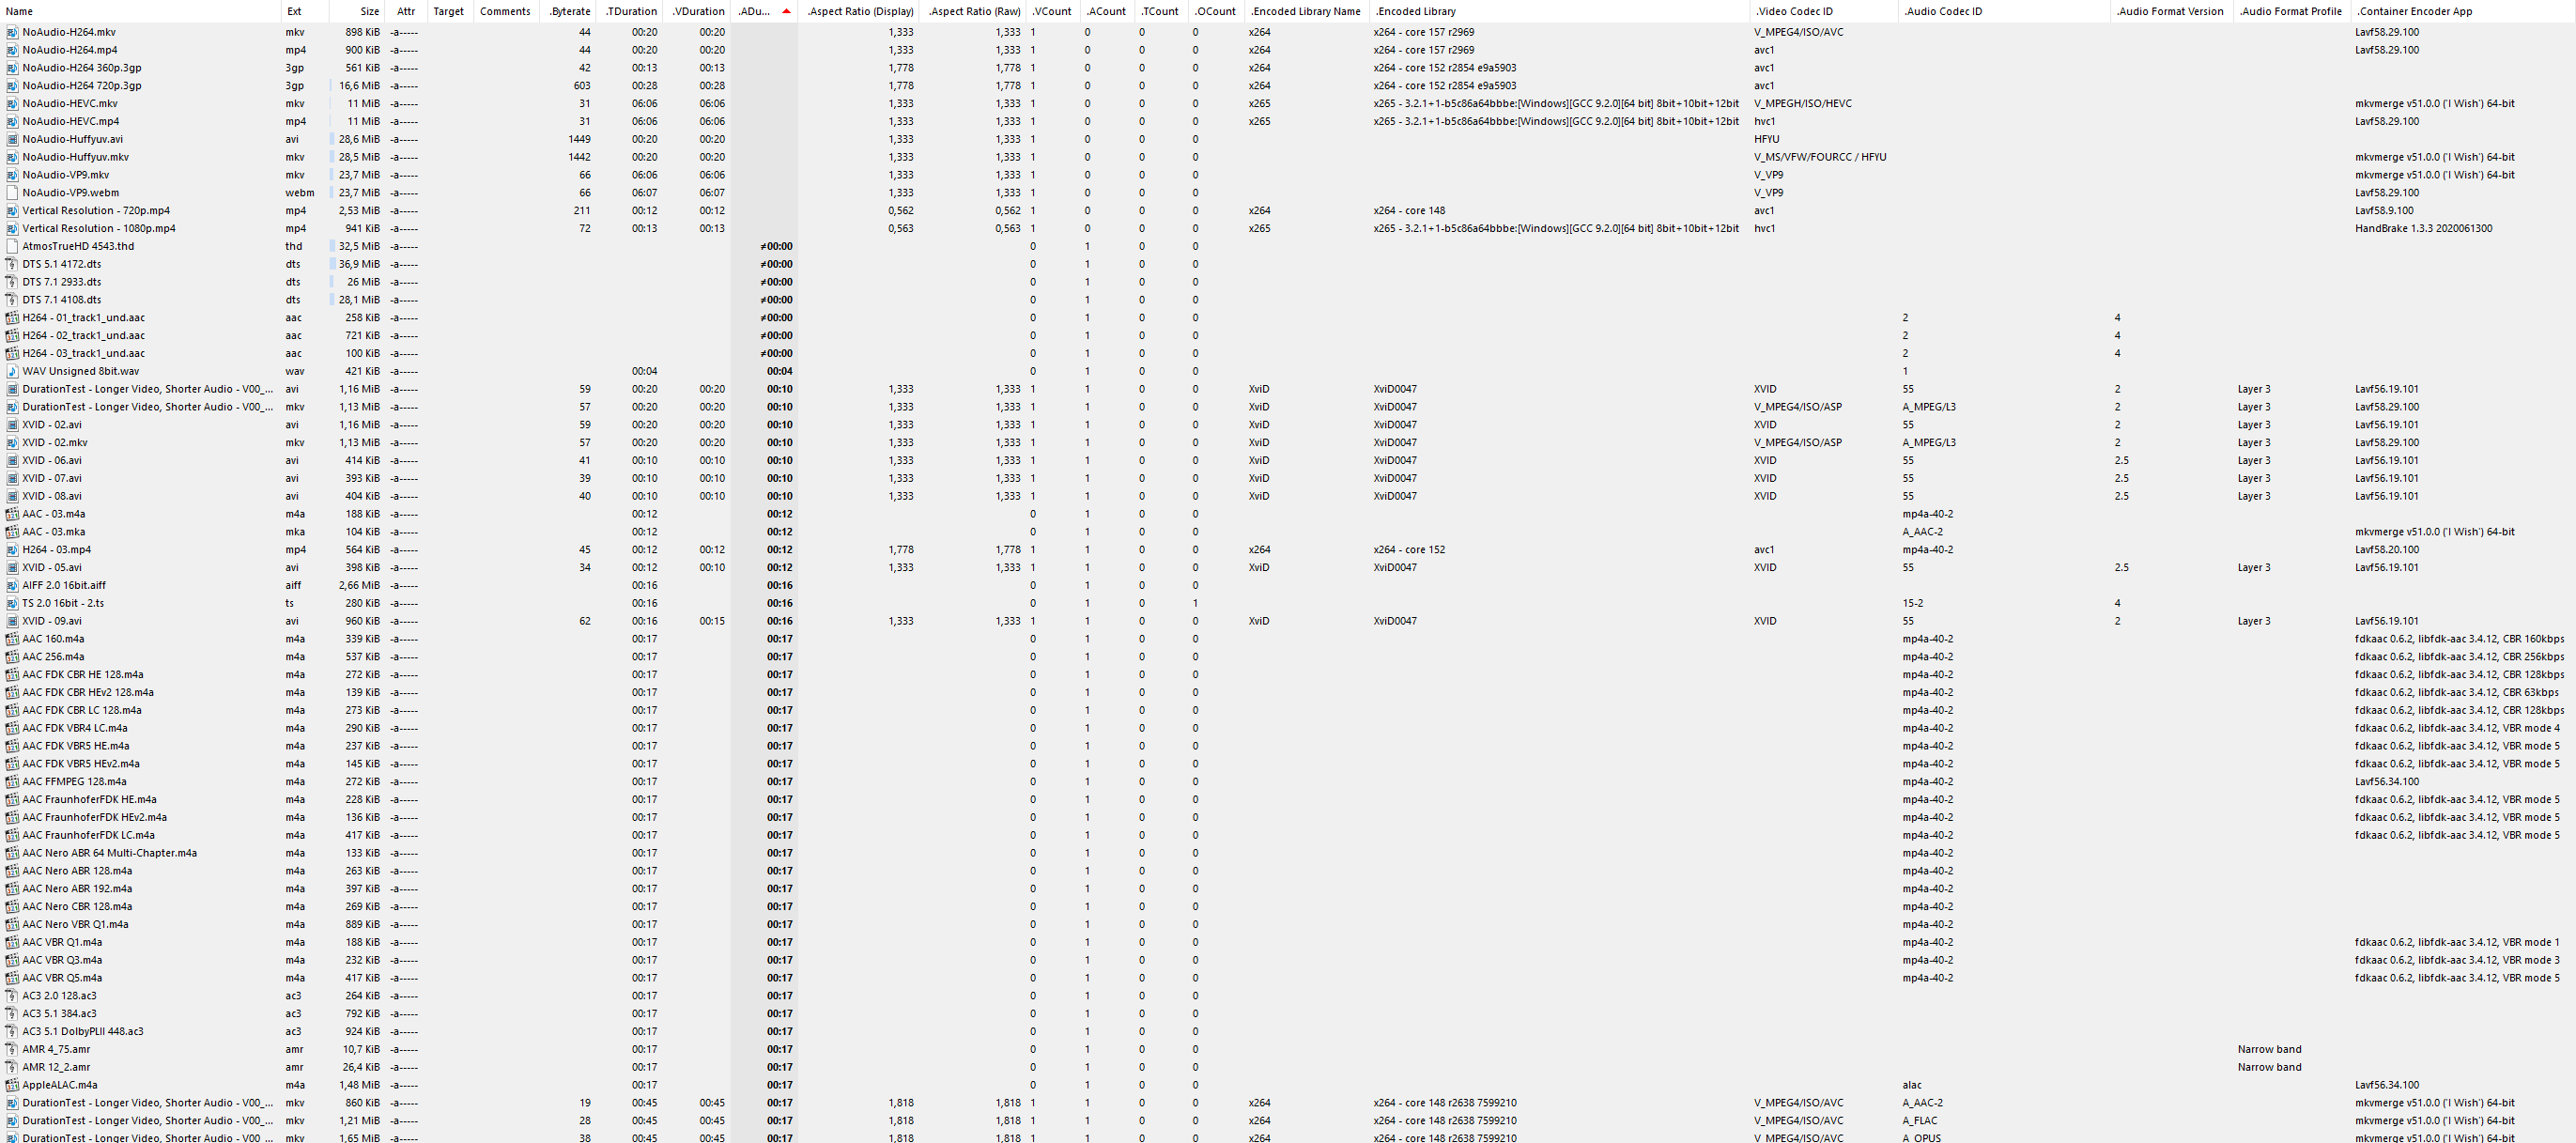 Name Ext Size Attr Target Comments .Byterate .TDuration .VDuration .ADu... .Aspect Ratio (Display) .Aspect Ratio (Raw) .VCount .ACount .TCount .OCount .Encoded Library Name .Encoded Library .Video Codec ID .Audio Codec ID .Audio Format Version .Audio Format Profile .Container Encoder App
NoAudio-H264.mkv mkv 898 KiB -a----- 44 00:20 00:20 1,333 1,333 1 0 0 0 x264 x264 - core 157 r2969 V_MPEG4/ISO/AVC Lavf58.29.100
NoAudio-H264.mp4 mp4 900 KiB -a----- 44 00:20 00:20 1,333 1,333 1 0 0 0 x264 x264 - core 157 r2969 avc1 Lavf58.29.100
NoAudio-H264 360p.3gp 3gp 561 KiB -a----- 42 00:13 00:13 1,778 1,778 1 0 0 0 x264 x264 - core 152 r2854 e9a5903 avc1
NoAudio-H264 720p.3gp 3gp 16,6 MiB -a----- 603 00:28 00:28 1,778 1,778 1 0 0 0 x264 x264 - core 152 r2854 e9a5903 avc1
NoAudio-HEVC.mkv mkv 11 MiB -a----- 31 06:06 06:06 1,333 1,333 1 0 0 0 x265 x265 - 3.2.1+1-b5c86a64bbbe:[Windows][GCC 9.2.0][64 bit] 8bit+10bit+12bit V_MPEGH/ISO/HEVC mkvmerge v51.0.0 ('I Wish') 64-bit
NoAudio-HEVC.mp4 mp4 11 MiB -a----- 31 06:06 06:06 1,333 1,333 1 0 0 0 x265 x265 - 3.2.1+1-b5c86a64bbbe:[Windows][GCC 9.2.0][64 bit] 8bit+10bit+12bit hvc1 Lavf58.29.100
NoAudio-Huffyuv.avi avi 28,6 MiB -a----- 1449 00:20 00:20 1,333 1,333 1 0 0 0 HFYU
NoAudio-Huffyuv.mkv mkv 28,5 MiB -a----- 1442 00:20 00:20 1,333 1,333 1 0 0 0 V_MS/VFW/FOURCC / HFYU mkvmerge v51.0.0 ('I Wish') 64-bit
NoAudio-VP9.mkv mkv 23,7 MiB -a----- 66 06:06 06:06 1,333 1,333 1 0 0 0 V_VP9 mkvmerge v51.0.0 ('I Wish') 64-bit
NoAudio-VP9.webm webm 23,7 MiB -a----- 66 06:07 06:07 1,333 1,333 1 0 0 0 V_VP9 Lavf58.29.100
Vertical Resolution - 720p.mp4 mp4 2,53 MiB -a----- 211 00:12 00:12 0,562 0,562 1 0 0 0 x264 x264 - core 148 avc1 Lavf58.9.100
Vertical Resolution - 1080p.mp4 mp4 941 KiB -a----- 72 00:13 00:13 0,563 0,563 1 0 0 0 x265 x265 - 3.2.1+1-b5c86a64bbbe:[Windows][GCC 9.2.0][64 bit] 8bit+10bit+12bit hvc1 HandBrake 1.3.3 2020061300
AtmosTrueHD 4543.thd thd 32,5 MiB -a----- ≠00:00 0 1 0 0
DTS 5.1 4172.dts dts 36,9 MiB -a----- ≠00:00 0 1 0 0
DTS 7.1 2933.dts dts 26 MiB -a----- ≠00:00 0 1 0 0
DTS 7.1 4108.dts dts 28,1 MiB -a----- ≠00:00 0 1 0 0
H264 - 01_track1_und.aac aac 258 KiB -a----- ≠00:00 0 1 0 0 2 4
H264 - 02_track1_und.aac aac 721 KiB -a----- ≠00:00 0 1 0 0 2 4
H264 - 03_track1_und.aac aac 100 KiB -a----- ≠00:00 0 1 0 0 2 4
WAV Unsigned 8bit.wav wav 421 KiB -a----- 00:04 00:04 0 1 0 0 1
DurationTest - Longer Video, Shorter Audio - V00_... avi 1,16 MiB -a----- 59 00:20 00:20 00:10 1,333 1,333 1 1 0 0 XviD XviD0047 XVID 55 2 Layer 3 Lavf56.19.101
DurationTest - Longer Video, Shorter Audio - V00_... mkv 1,13 MiB -a----- 57 00:20 00:20 00:10 1,333 1,333 1 1 0 0 XviD XviD0047 V_MPEG4/ISO/ASP A_MPEG/L3 2 Layer 3 Lavf58.29.100
XVID - 02.avi avi 1,16 MiB -a----- 59 00:20 00:20 00:10 1,333 1,333 1 1 0 0 XviD XviD0047 XVID 55 2 Layer 3 Lavf56.19.101
XVID - 02.mkv mkv 1,13 MiB -a----- 57 00:20 00:20 00:10 1,333 1,333 1 1 0 0 XviD XviD0047 V_MPEG4/ISO/ASP A_MPEG/L3 2 Layer 3 Lavf58.29.100
XVID - 06.avi avi 414 KiB -a----- 41 00:10 00:10 00:10 1,333 1,333 1 1 0 0 XviD XviD0047 XVID 55 2.5 Layer 3 Lavf56.19.101
XVID - 07.avi avi 393 KiB -a----- 39 00:10 00:10 00:10 1,333 1,333 1 1 0 0 XviD XviD0047 XVID 55 2.5 Layer 3 Lavf56.19.101
XVID - 08.avi avi 404 KiB -a----- 40 00:10 00:10 00:10 1,333 1,333 1 1 0 0 XviD XviD0047 XVID 55 2.5 Layer 3 Lavf56.19.101
AAC - 03.m4a m4a 188 KiB -a----- 00:12 00:12 0 1 0 0 mp4a-40-2
AAC - 03.mka mka 104 KiB -a----- 00:12 00:12 0 1 0 0 A_AAC-2 mkvmerge v51.0.0 ('I Wish') 64-bit
H264 - 03.mp4 mp4 564 KiB -a----- 45 00:12 00:12 00:12 1,778 1,778 1 1 0 0 x264 x264 - core 152 avc1 mp4a-40-2 Lavf58.20.100
XVID - 05.avi avi 398 KiB -a----- 34 00:12 00:10 00:12 1,333 1,333 1 1 0 0 XviD XviD0047 XVID 55 2.5 Layer 3 Lavf56.19.101
AIFF 2.0 16bit.aiff aiff 2,66 MiB -a----- 00:16 00:16 0 1 0 0
TS 2.0 16bit - 2.ts ts 280 KiB -a----- 00:16 00:16 0 1 0 1 15-2 4
XVID - 09.avi avi 960 KiB -a----- 62 00:16 00:15 00:16 1,333 1,333 1 1 0 0 XviD XviD0047 XVID 55 2 Layer 3 Lavf56.19.101
AAC 160.m4a m4a 339 KiB -a----- 00:17 00:17 0 1 0 0 mp4a-40-2 fdkaac 0.6.2, libfdk-aac 3.4.12, CBR 160kbps
AAC 256.m4a m4a 537 KiB -a----- 00:17 00:17 0 1 0 0 mp4a-40-2 fdkaac 0.6.2, libfdk-aac 3.4.12, CBR 256kbps
AAC FDK CBR HE 128.m4a m4a 272 KiB -a----- 00:17 00:17 0 1 0 0 mp4a-40-2 fdkaac 0.6.2, libfdk-aac 3.4.12, CBR 128kbps
AAC FDK CBR HEv2 128.m4a m4a 139 KiB -a----- 00:17 00:17 0 1 0 0 mp4a-40-2 fdkaac 0.6.2, libfdk-aac 3.4.12, CBR 63kbps
AAC FDK CBR LC 128.m4a m4a 273 KiB -a----- 00:17 00:17 0 1 0 0 mp4a-40-2 fdkaac 0.6.2, libfdk-aac 3.4.12, CBR 128kbps
AAC FDK VBR4 LC.m4a m4a 290 KiB -a----- 00:17 00:17 0 1 0 0 mp4a-40-2 fdkaac 0.6.2, libfdk-aac 3.4.12, VBR mode 4
AAC FDK VBR5 HE.m4a m4a 237 KiB -a----- 00:17 00:17 0 1 0 0 mp4a-40-2 fdkaac 0.6.2, libfdk-aac 3.4.12, VBR mode 5
AAC FDK VBR5 HEv2.m4a m4a 145 KiB -a----- 00:17 00:17 0 1 0 0 mp4a-40-2 fdkaac 0.6.2, libfdk-aac 3.4.12, VBR mode 5
AAC FFMPEG 128.m4a m4a 272 KiB -a----- 00:17 00:17 0 1 0 0 mp4a-40-2 Lavf56.34.100
AAC FraunhoferFDK HE.m4a m4a 228 KiB -a----- 00:17 00:17 0 1 0 0 mp4a-40-2 fdkaac 0.6.2, libfdk-aac 3.4.12, VBR mode 5
AAC FraunhoferFDK HEv2.m4a m4a 136 KiB -a----- 00:17 00:17 0 1 0 0 mp4a-40-2 fdkaac 0.6.2, libfdk-aac 3.4.12, VBR mode 5
AAC FraunhoferFDK LC.m4a m4a 417 KiB -a----- 00:17 00:17 0 1 0 0 mp4a-40-2 fdkaac 0.6.2, libfdk-aac 3.4.12, VBR mode 5
AAC Nero ABR 64 Multi-Chapter.m4a m4a 133 KiB -a----- 00:17 00:17 0 1 0 0 mp4a-40-2
AAC Nero ABR 128.m4a m4a 263 KiB -a----- 00:17 00:17 0 1 0 0 mp4a-40-2
AAC Nero ABR 192.m4a m4a 397 KiB -a----- 00:17 00:17 0 1 0 0 mp4a-40-2
AAC Nero CBR 128.m4a m4a 269 KiB -a----- 00:17 00:17 0 1 0 0 mp4a-40-2
AAC Nero VBR Q1.m4a m4a 889 KiB -a----- 00:17 00:17 0 1 0 0 mp4a-40-2
AAC VBR Q1.m4a m4a 188 KiB -a----- 00:17 00:17 0 1 0 0 mp4a-40-2 fdkaac 0.6.2, libfdk-aac 3.4.12, VBR mode 1
AAC VBR Q3.m4a m4a 232 KiB -a----- 00:17 00:17 0 1 0 0 mp4a-40-2 fdkaac 0.6.2, libfdk-aac 3.4.12, VBR mode 3
AAC VBR Q5.m4a m4a 417 KiB -a----- 00:17 00:17 0 1 0 0 mp4a-40-2 fdkaac 0.6.2, libfdk-aac 3.4.12, VBR mode 5
AC3 2.0 128.ac3 ac3 264 KiB -a----- 00:17 00:17 0 1 0 0
AC3 5.1 384.ac3 ac3 792 KiB -a----- 00:17 00:17 0 1 0 0
AC3 5.1 DolbyPLII 448.ac3 ac3 924 KiB -a----- 00:17 00:17 0 1 0 0
AMR 4_75.amr amr 10,7 KiB -a----- 00:17 00:17 0 1 0 0 Narrow band
AMR 12_2.amr amr 26,4 KiB -a----- 00:17 00:17 0 1 0 0 Narrow band
AppleALAC.m4a m4a 1,48 MiB -a----- 00:17 00:17 0 1 0 0 alac Lavf56.34.100
DurationTest - Longer Video, Shorter Audio - V00_... mkv 860 KiB -a----- 19 00:45 00:45 00:17 1,818 1,818 1 1 0 0 x264 x264 - core 148 r2638 7599210 V_MPEG4/ISO/AVC A_AAC-2 mkvmerge v51.0.0 ('I Wish') 64-bit
DurationTest - Longer Video, Shorter Audio - V00_... mkv 1,21 MiB -a----- 28 00:45 00:45 00:17 1,818 1,818 1 1 0 0 x264 x264 - core 148 r2638 7599210 V_MPEG4/ISO/AVC A_FLAC mkvmerge v51.0.0 ('I Wish') 64-bit
DurationTest - Longer Video, Shorter Audio - V00_... mkv 1,65 MiB -a----- 38 00:45 00:45 00:17 1,818 1,818 1 1 0 0 x264 x264 - core 148 r2638 7599210 V_MPEG4/ISO/AVC A_OPUS mkvmerge v51.0.0 ('I Wish') 64-bit